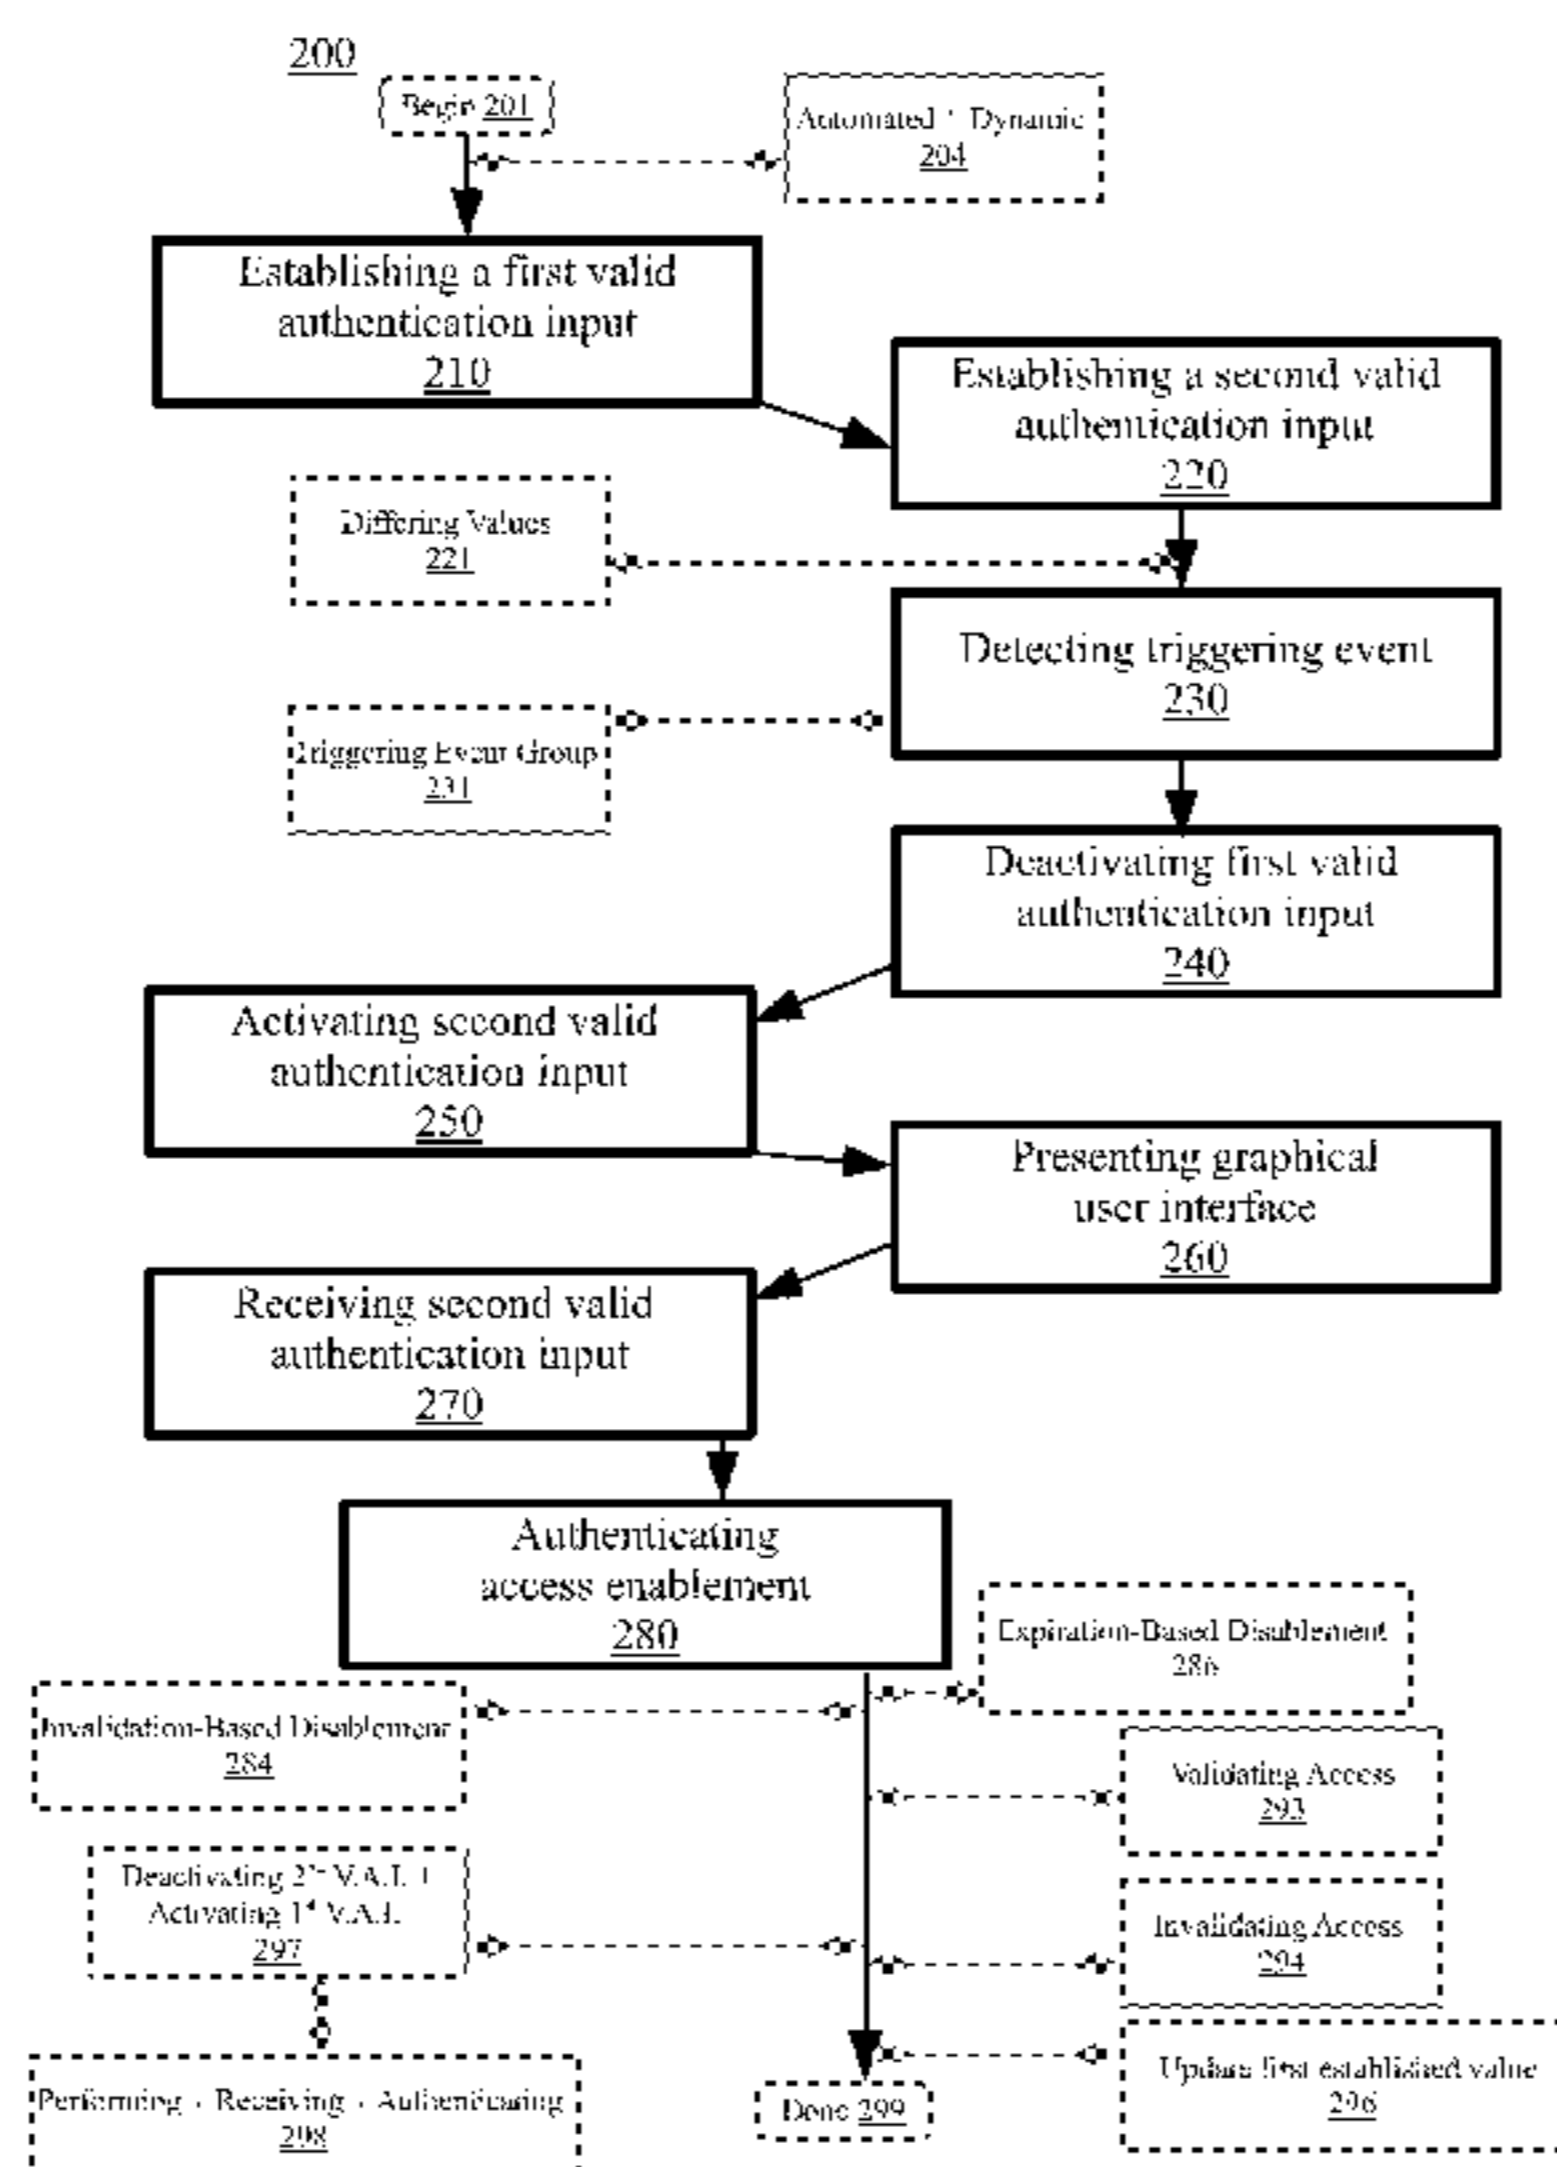 200
Begin 201
Automated Dynamic
204
Establishing a first valid
authentication input
210
Establishing a second valid
authentication input
220
Differing Values
221
Detecting triggering event
230
Triggering Event Group
231
Deactivating first valid
authentication input
240
Activating second valid
authentication input
250
Presenting graphical
user interface
260
Receiving second valid
authentication input
270
Authenticating
access enablement
280
Expiration-Based Disablement
286
Invalidation-Based Disablement
284
Validating Access
293
Deactivating 2nd V.A.I. +
Activating 1st V.A.I.
297
Invalidating Access
294
Update first established value
296
Performing Receiving Authenticating
298
Done 299